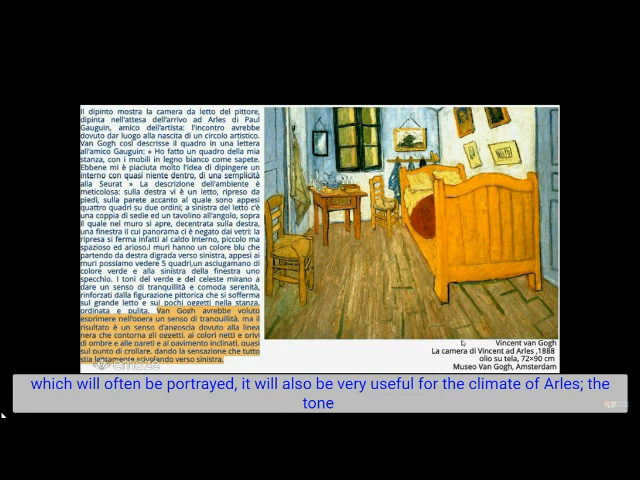 Il dipinto mostra la camera da letto del pittore,
dipinta nell'attesa dell'arrivo ad Arles di Paul
Gauguin, amico dell'artista: l'incontro avrebbe
dovuto dar luogo alla nascita di un circolo artistico.
Van Gogh così descrisse il quadro in una lettera
all'amico Gauguin: « Ho fatto un quadro della mia
stanza, con i mobili in legno bianco come sapete.
Ebbene mi è piaciuta molto l'idea di dipingere un
interno con quasi niente dentro, di una semplicità
alla Seurat » La descrizione dell'ambiente è
meticolosa: sulla destra vi è un letto, ripreso da
piedi, sulla parete accanto al quale sono appesi
quattro quadri su due ordini; a sinistra del letto c'è
una coppia di sedie ed un tavolino all'angolo, sopra
il quale nel muro si apre, decentrata sulla destra,
una finestra il cui panorama ci è negato dai vetri: la
ripresa si ferma infatti al caldo interno, piccolo ma
spazioso ed arioso.I muri hanno un colore blu che
partendo da destra digrada verso sinistra, appesi ai
muri possiamo vedere 5 quadri,un asciugamano di
colore verde e alla sinistra della finestra uno
specchio. I toni del verde e del celeste mirano a
dare un senso di tranquillità e comoda serenità,
rinforzati dalla figurazione pittorica che si sofferma
sul grande letto e sui pochi oggetti nella stanza,
ordinata e pulita. Van Gogh avrebbe voluto
esprimere nell'opera un senso di tranquillità, ma il
risultato è un senso d'angoscia dovuto alla linea
nera che contorna gli oggetti, ai colori netti e privi
di ombre e alle pareti e al pavimento inclinati, quasi
sul punto di crollare, dando la sensazione che tutto
stia lentamente scivolando verso sinistra.
emaze
Vincent van Gogh
La camera di Vincent ad Arles ,1888
olio su tela, 72×90 cm
Museo Van Gogh, Amsterdam
which will often be portrayed, it will also be very useful for the climate of Arles; the
tone